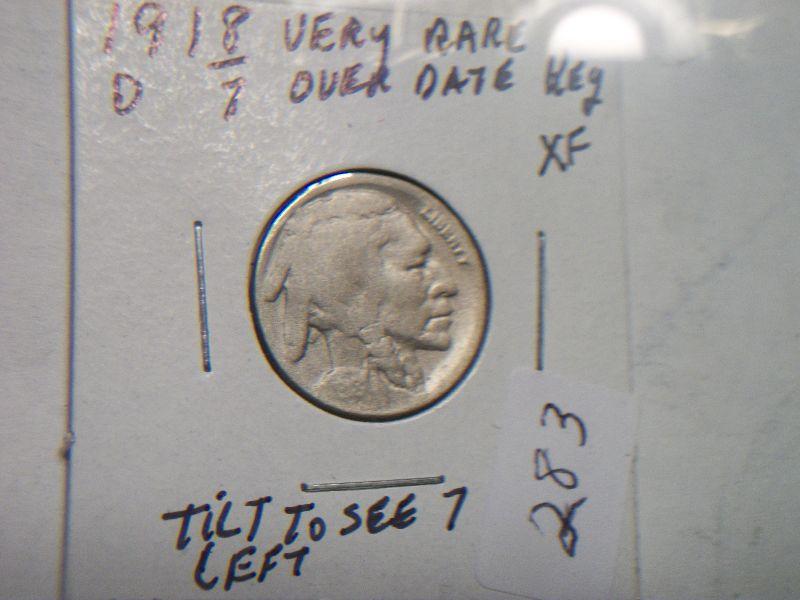 1918 VERY RARE
D 7 OVER DATE Key
XF
LIBERTY
TiLT To SEE 7
LEFT
283